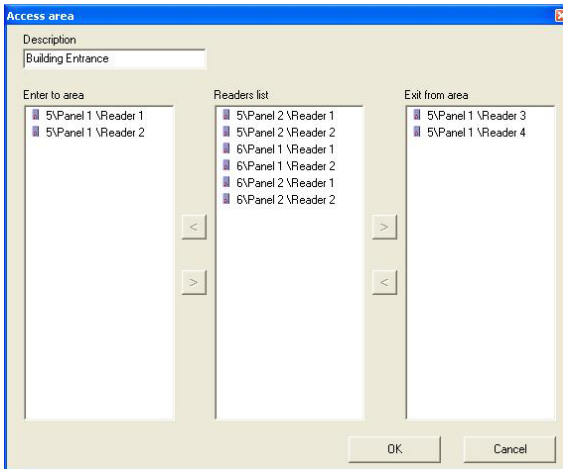 Access area
Description
Building Entrance
Enter to area
5\Panel 1 \Reader 1
5\Panel 1 \Reader 2
Readers list
5\Panel 2 \Reader 1
5\Panel 2 \Reader 2
6\Panel 1 \Reader 1
6\Panel 1 \Reader 2
6\Panel 2 \Reader 1
6\Panel 2 \Reader 2
Exit from area
5\Panel 1 \Reader 3
5\Panel 1 \Reader 4
<
>
>
<
OK
Cancel